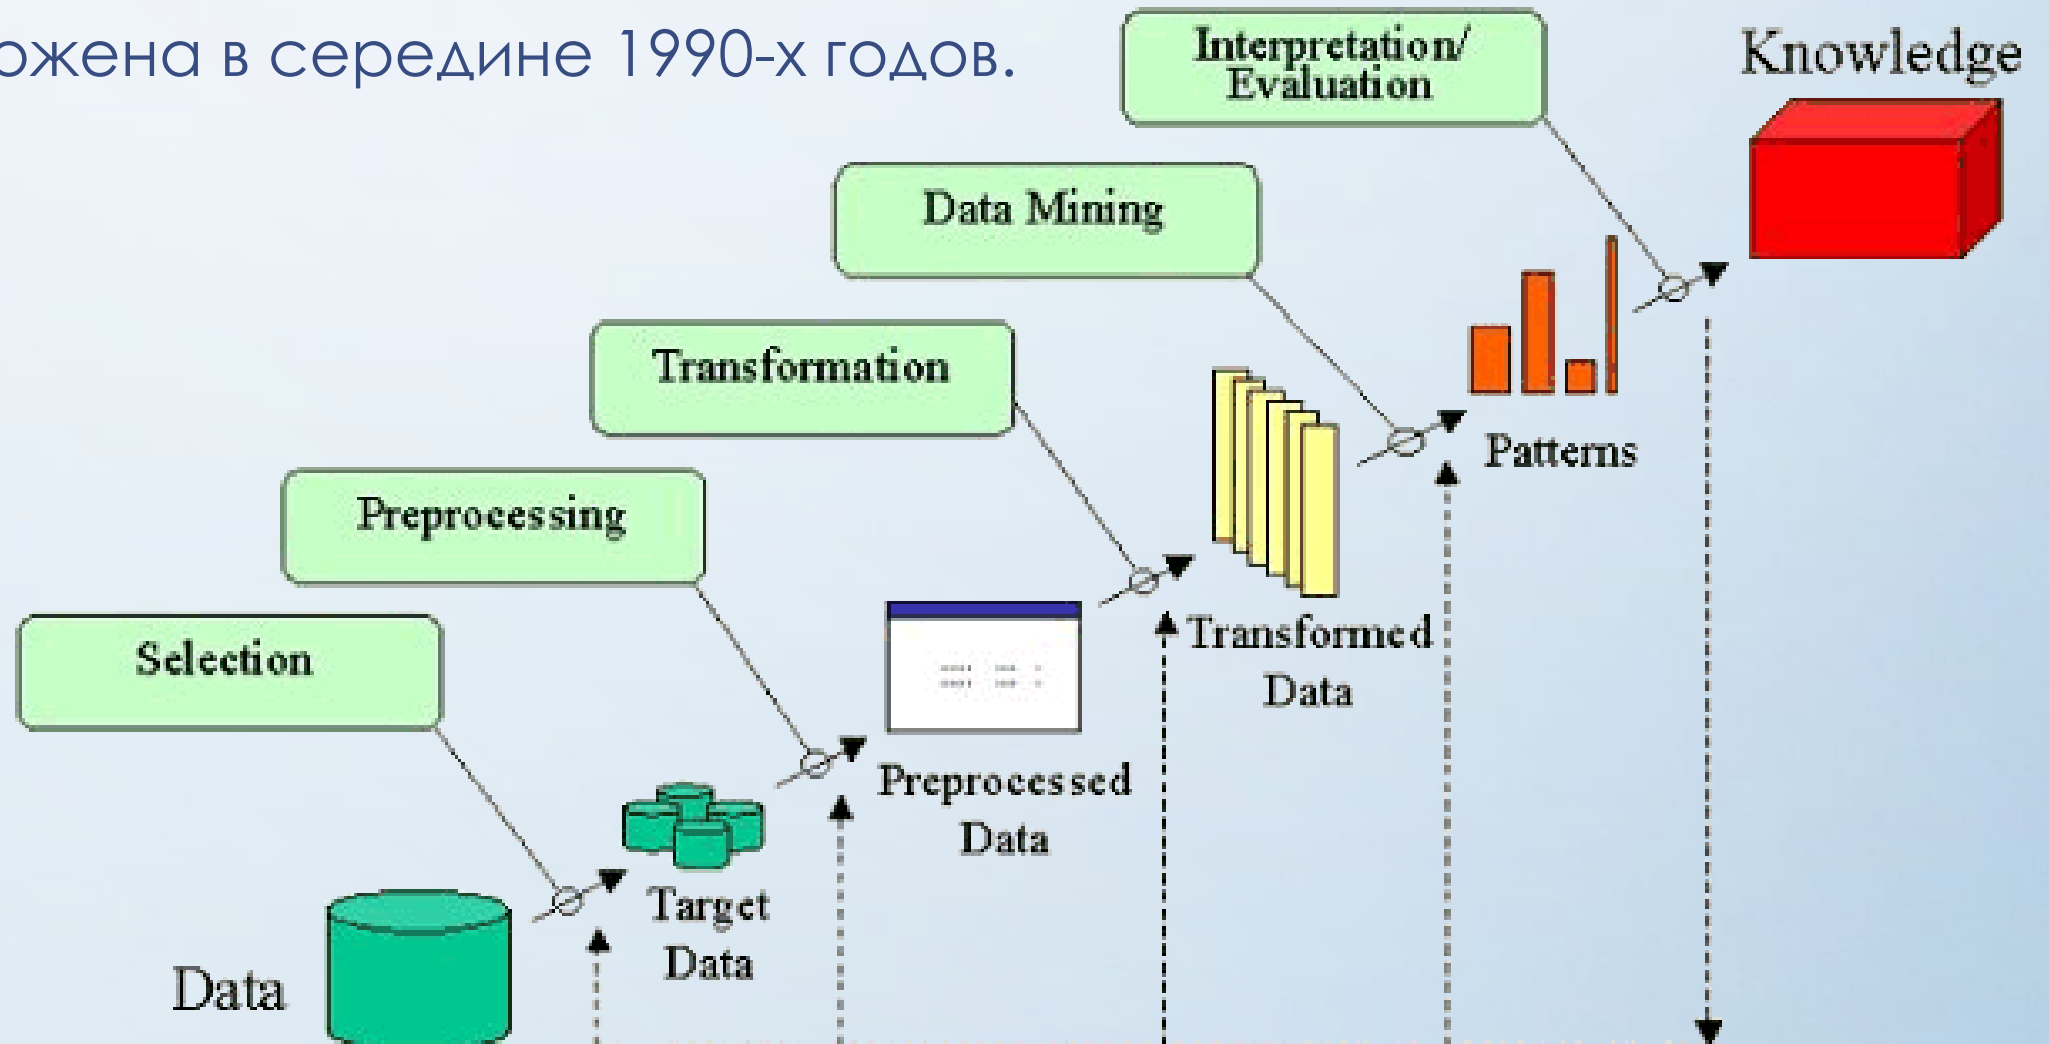 ожена в середине 1990-х годов.
Interpretation/
Evaluation
Knowledge
Data Mining
Transformation
Patterns
Preprocessing
Transformed
Data
Selection
Preprocessed
Data
Target
Data
Data